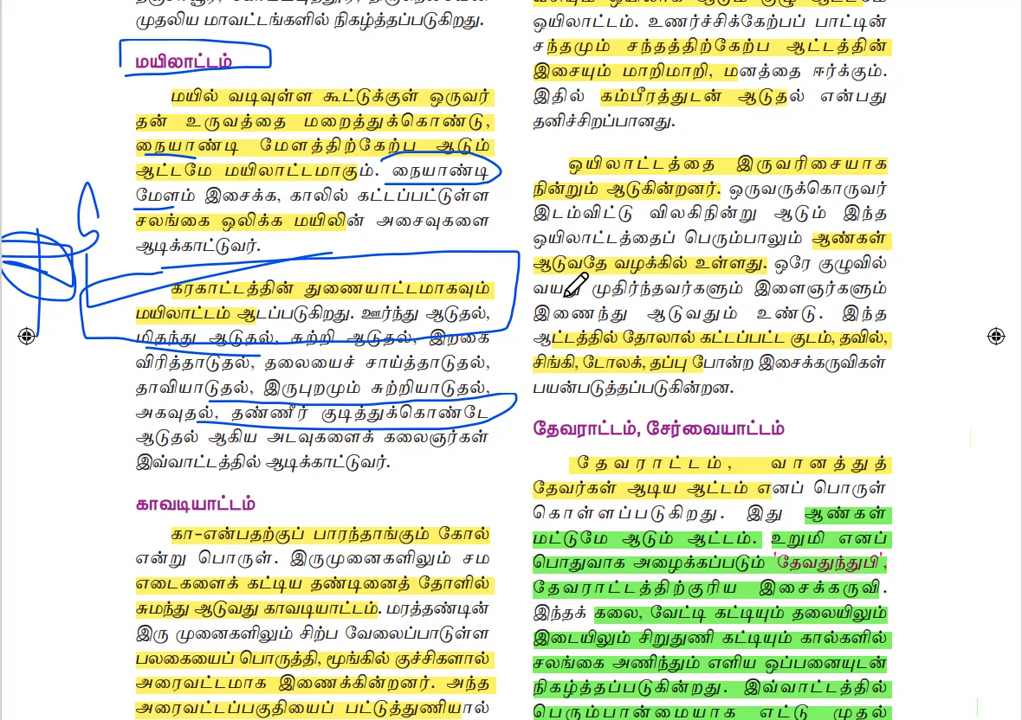 முதலிய மாவட்டங்களில் நிகழ்த்தப்படுகிறது.
மயிலாட்டம்
மயில் வடிவுள்ள கூட்டுக்குள் ஒருவர்
தன் உருவத்தை மறைத்துக்கொண்டு,
நையாண்டி மேளத்திற்கேற்ப ஆடும்
ஆட்டமே மயிலாட்டமாகும். நையாண்டி
மேளம் இசைக்க, காலில் கட்டப்பட்டுள்ள
சலங்கை ஒலிக்க மயிலின் அசைவுகளை
ஆடிக்காட்டுவர்.
கரகாட்டத்தின் துணையாட்டமாகவும்
மயிலாட்டம் ஆடப்படுகிறது. ஊர்ந்து ஆடுதல்,
மிதந்து ஆடுதல், சுற்றி ஆடுதல், இறகை
விரித்தாடுதல், தலையைச் சாய்த்தாடுதல்,
தாவியாடுதல், இருபுறமும் சுற்றியாடுதல்,
அகவுதல், தண்ணீர் குடித்துக்கொண்டே
ஆடுதல் ஆகிய அடவுகளைக் கலைஞர்கள்
இவ்வாட்டத்தில் ஆடிக்காட்டுவர்.
காவடியாட்டம்
கா-என்பதற்குப் பாரந்தாங்கும் கோல்
என்று பொருள். இருமுனைகளிலும் சம
எடைகளைக் கட்டிய தண்டினைத் தோளில்
சுமந்து ஆடுவது காவடியாட்டம். மரத்தண்டின்
இரு முனைகளிலும் சிற்ப வேலைப்பாடுள்ள
பலகையைப் பொருத்தி, மூங்கில் குச்சிகளால்
அரைவட்டமாக இணைக்கின்றனர். அந்த
அரைவட்டப்பகுதியைப் பட்டுத்துணியால்
ஒயிலாட்டம். உணர்ச்சிக்கேற்பப் பாட்டின்
சந்தமும் சந்தத்திற்கேற்ப ஆட்டத்தின்
இசையும் மாறிமாறி, மனத்தை ஈர்க்கும்.
இதில் கம்பீரத்துடன் ஆடுதல் என்பது
தனிச்சிறப்பானது.
ஒயிலாட்டத்தை இருவரிசையாக
நின்றும் ஆடுகின்றனர். ஒருவருக்கொருவர்
இடம்விட்டு விலகிநின்று ஆடும் இந்த
ஒயிலாட்டத்தைப் பெரும்பாலும் ஆண்கள்
ஆடுவதே வழக்கில் உள்ளது. ஒரே குழுவில்
முதிர்ந்தவர்களும் இளைஞர்களும்
இணைந்து ஆடுவதும் உண்டு. இந்த
ஆட்டத்தில் தோலால் கட்டப்பட்ட குடம், தவில்,
சிங்கி, டோலக், தப்பு போன்ற இசைக்கருவிகள்
பயன்படுத்தப்படுகின்றன.
தேவராட்டம், சேர்வையாட்டம்
தேவராட்டம், வானத்துத்
தேவர்கள் ஆடிய ஆட்டம் எனப் பொருள்
கொள்ளப்படுகிறது. இது ஆண்கள்
மட்டுமே ஆடும் ஆட்டம். உறுமி எனப்
பொதுவாக அழைக்கப்படும் 'தேவதுந்துபி',
தேவராட்டத்திற்குரிய இசைக்கருவி.
இந்தக் கலை, வேட்டி கட்டியும் தலையிலும்
இடையிலும் சிறுதுணி கட்டியும் கால்களில்
சலங்கை அணிந்தும் எளிய ஒப்பனையுடன்
நிகழ்த்தப்படுகின்றது. இவ்வாட்டத்தில்
பெரும்பான்மையாக எட்டு முதல்